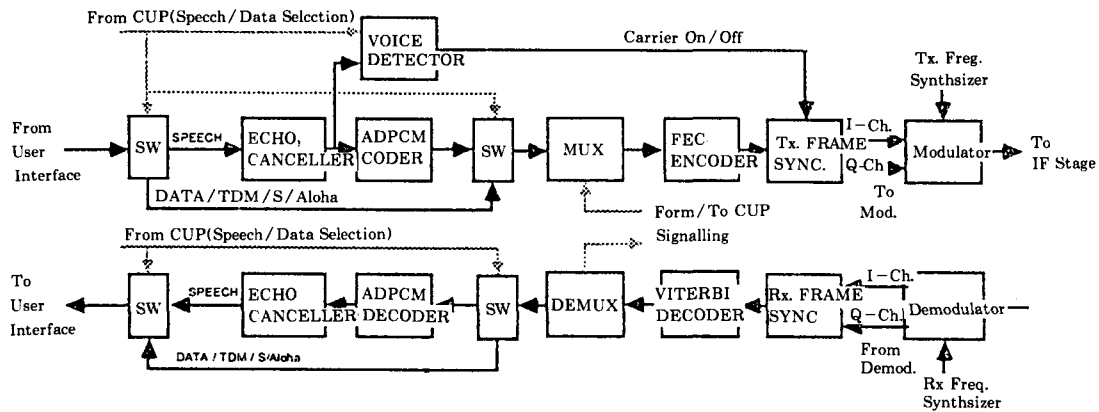 From CUP(Speech/Data Selcction)
VOICE
DETECTOR
Carrier On/Off
Tx. Freg.
Synthsizer
From
User
Interface
SW
SPEECH
ECHO,
CANCELLER
ADPCM
CODER
SW
MUX
FEC
ENCODER
Tx. FRAME
SYNC.
I-Ch.
Q-Ch
To
Mod.
Modulator
To
IF Stage
DATA/TDM/S/Aloha
Form/To CUP
Signalling
From CUP(Speech/Data Selection)
To
User
Interface
SW
SPEECH
ECHO
CANCELLER
ADPCM
DECODER
SW
DEMUX
VITERBI
DECODER
Rx. FRAME
SYNC
I-Ch.
Q-Ch.
From
Demod.
Demodulator
DATA/TDM/S/Aloha
Rx Freq.
Synthsizer